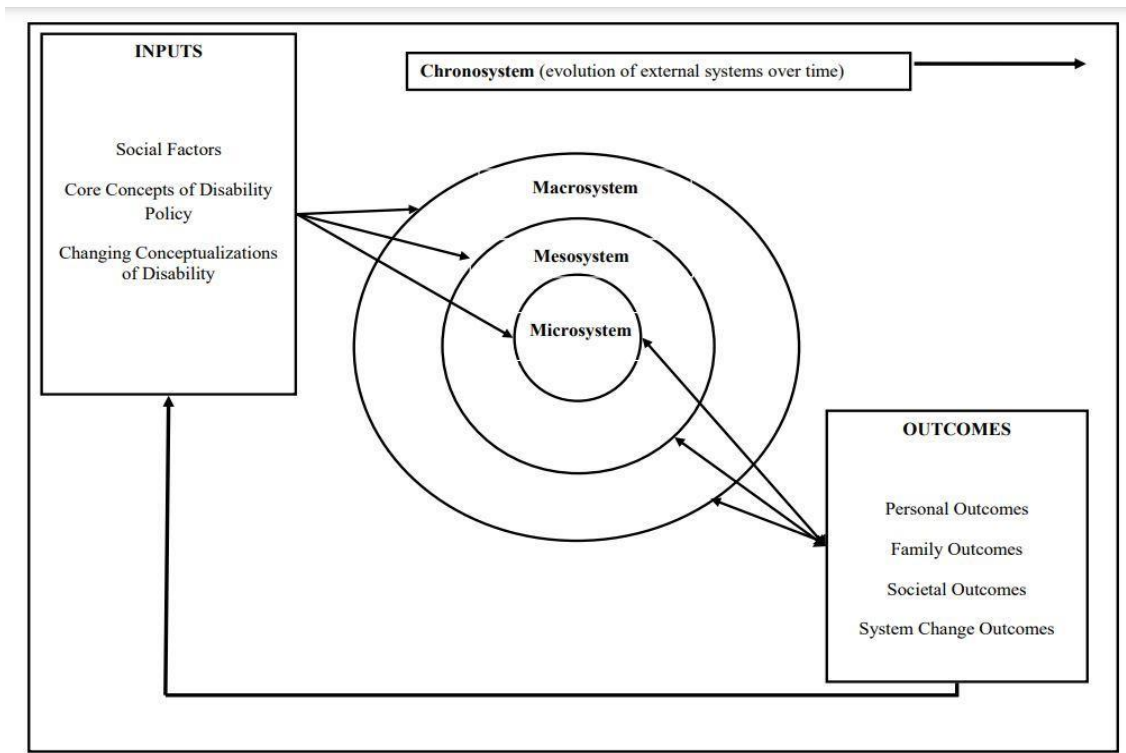 INPUTS
Social Factors
Core Concepts of Disability
Policy
Changing Conceptualizations
of Disability
Chronosystem (evolution of external systems over time)
Macrosystem
Mesosystem
Microsystem
OUTCOMES
Personal Outcomes
Family Outcomes
Societal Outcomes
System Change Outcomes